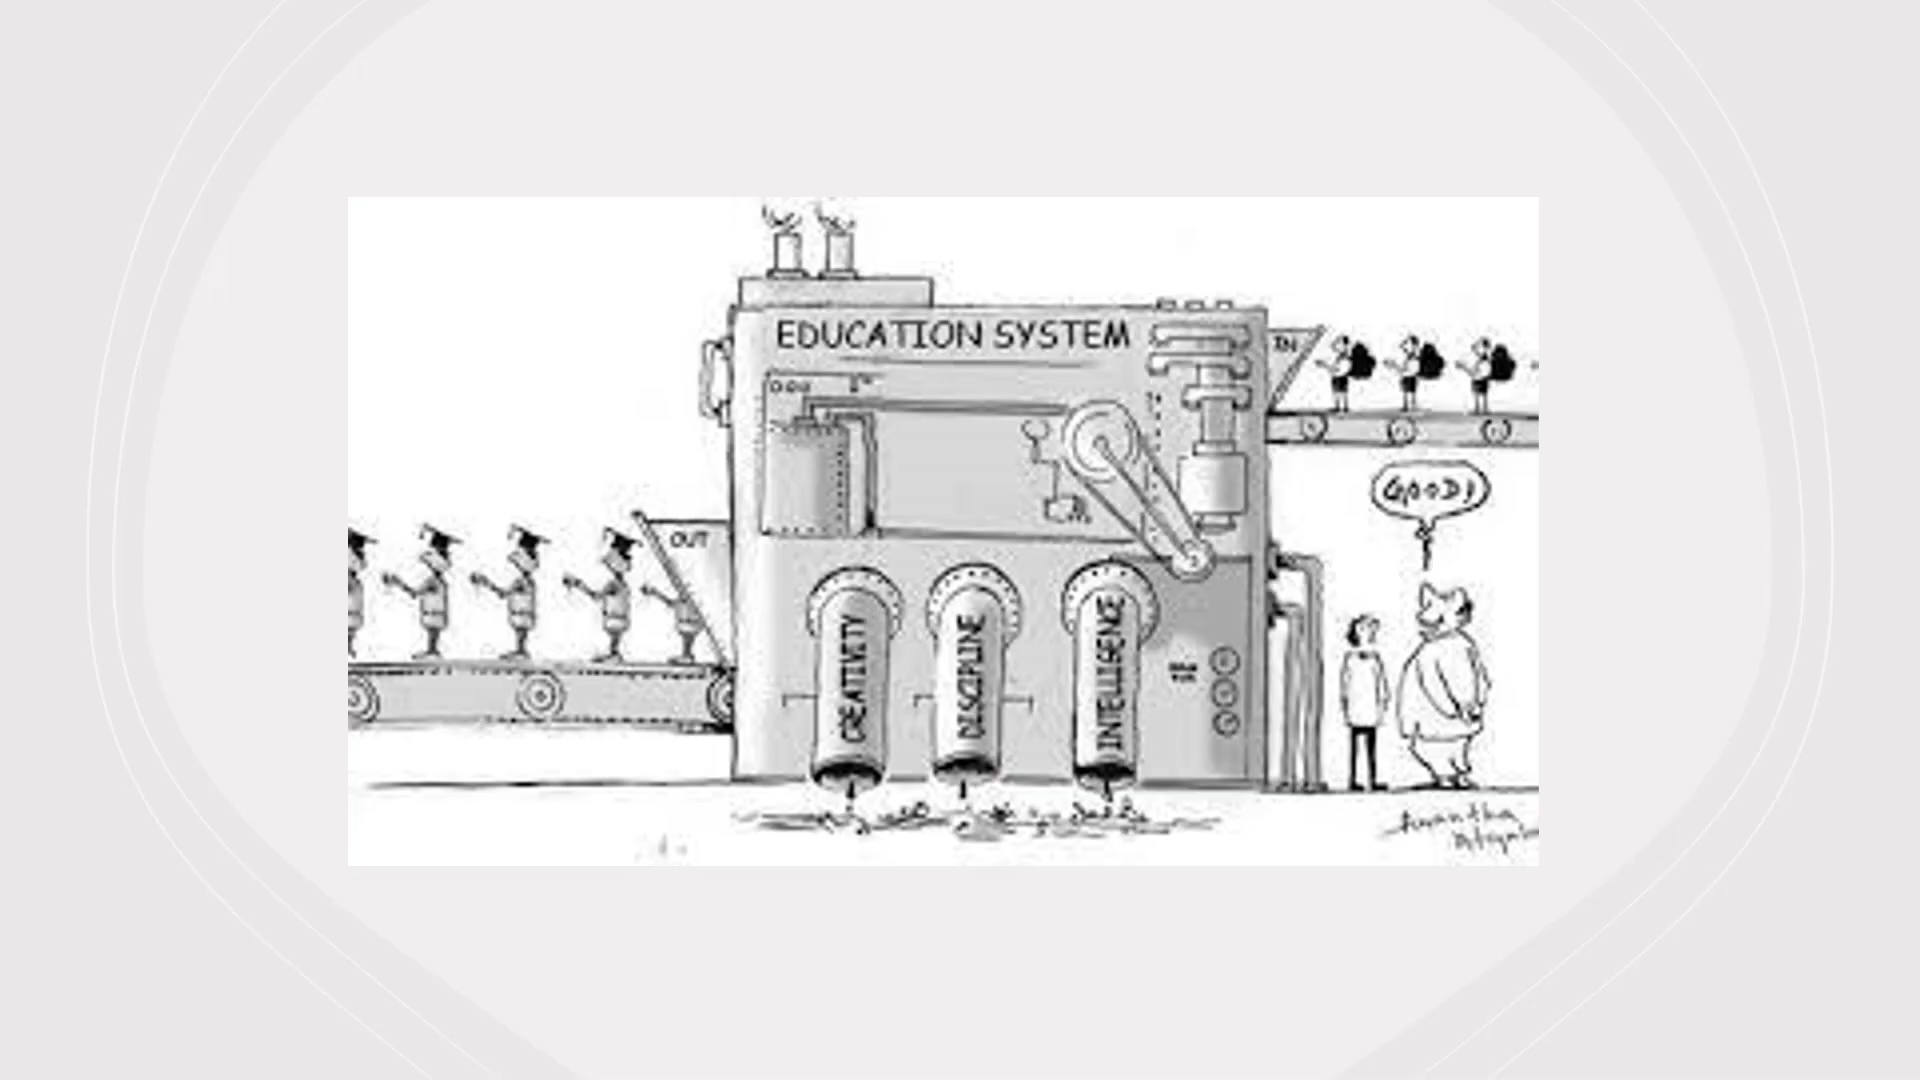 EDUCATION SYSTEM
IN
OUT
GOOD!
CREATIVITY
DISCIPLINE
INTELLIGENCE